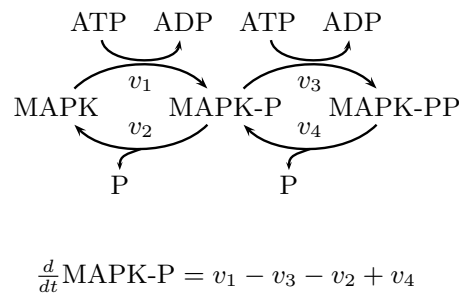 ATP ADP ATP ADP
v₁ v₃
MAPK MAPK-P MAPK-PP
v₂ v₄
P P
d/dt MAPK-P = v₁ − v₃ − v₂ + v₄